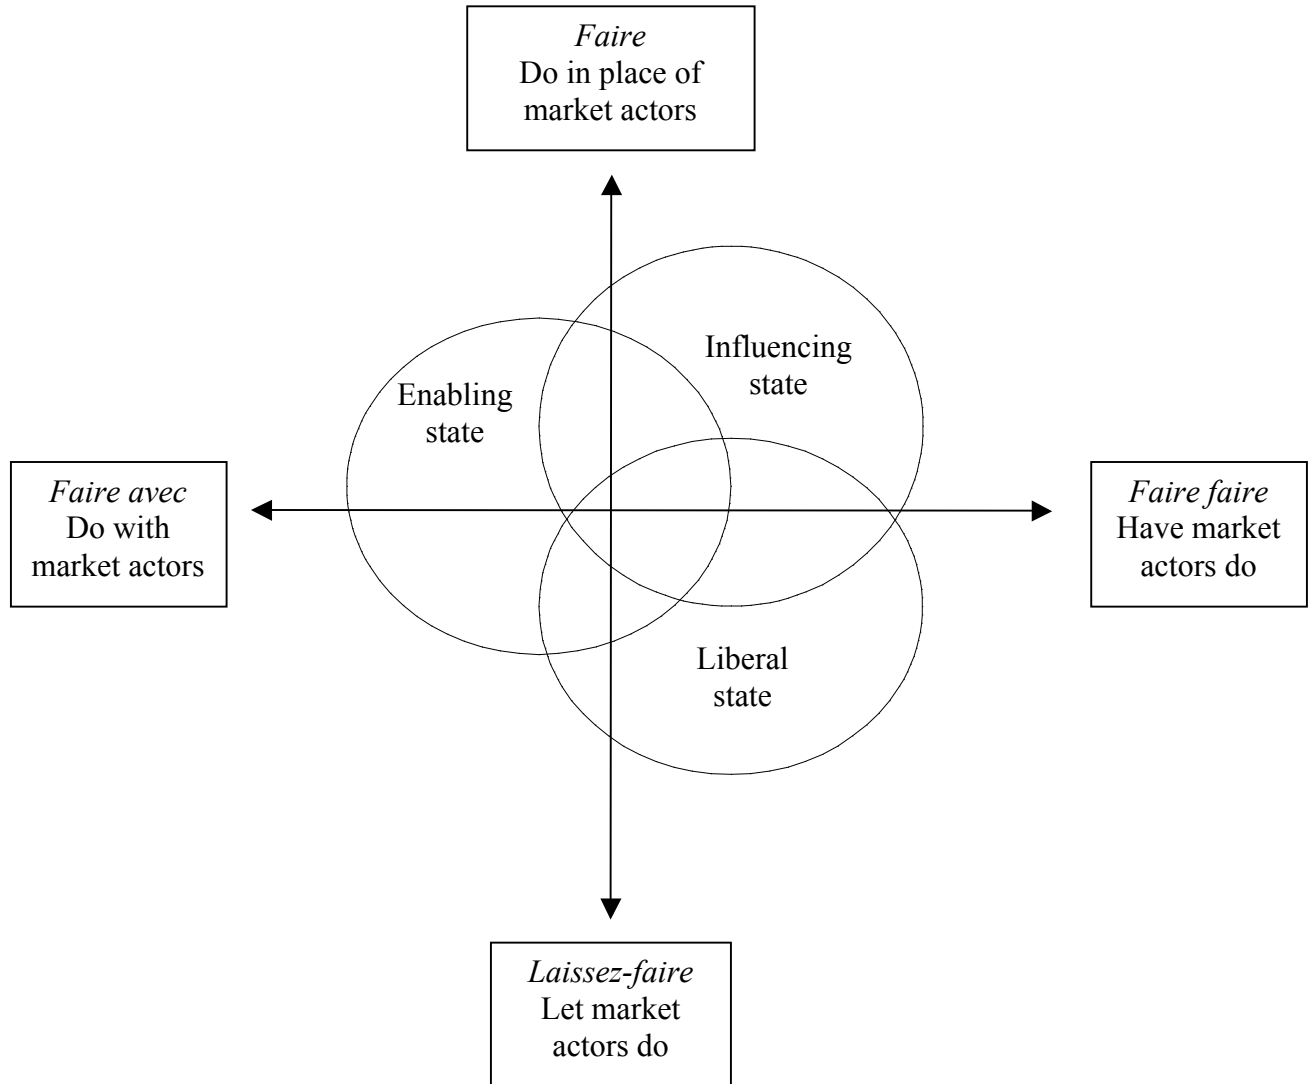 Faire
Do in place of
market actors
Influencing
state
Enabling
state
Faire avec
Do with
market actors
Faire faire
Have market
actors do
Liberal
state
Laissez-faire
Let market
actors do